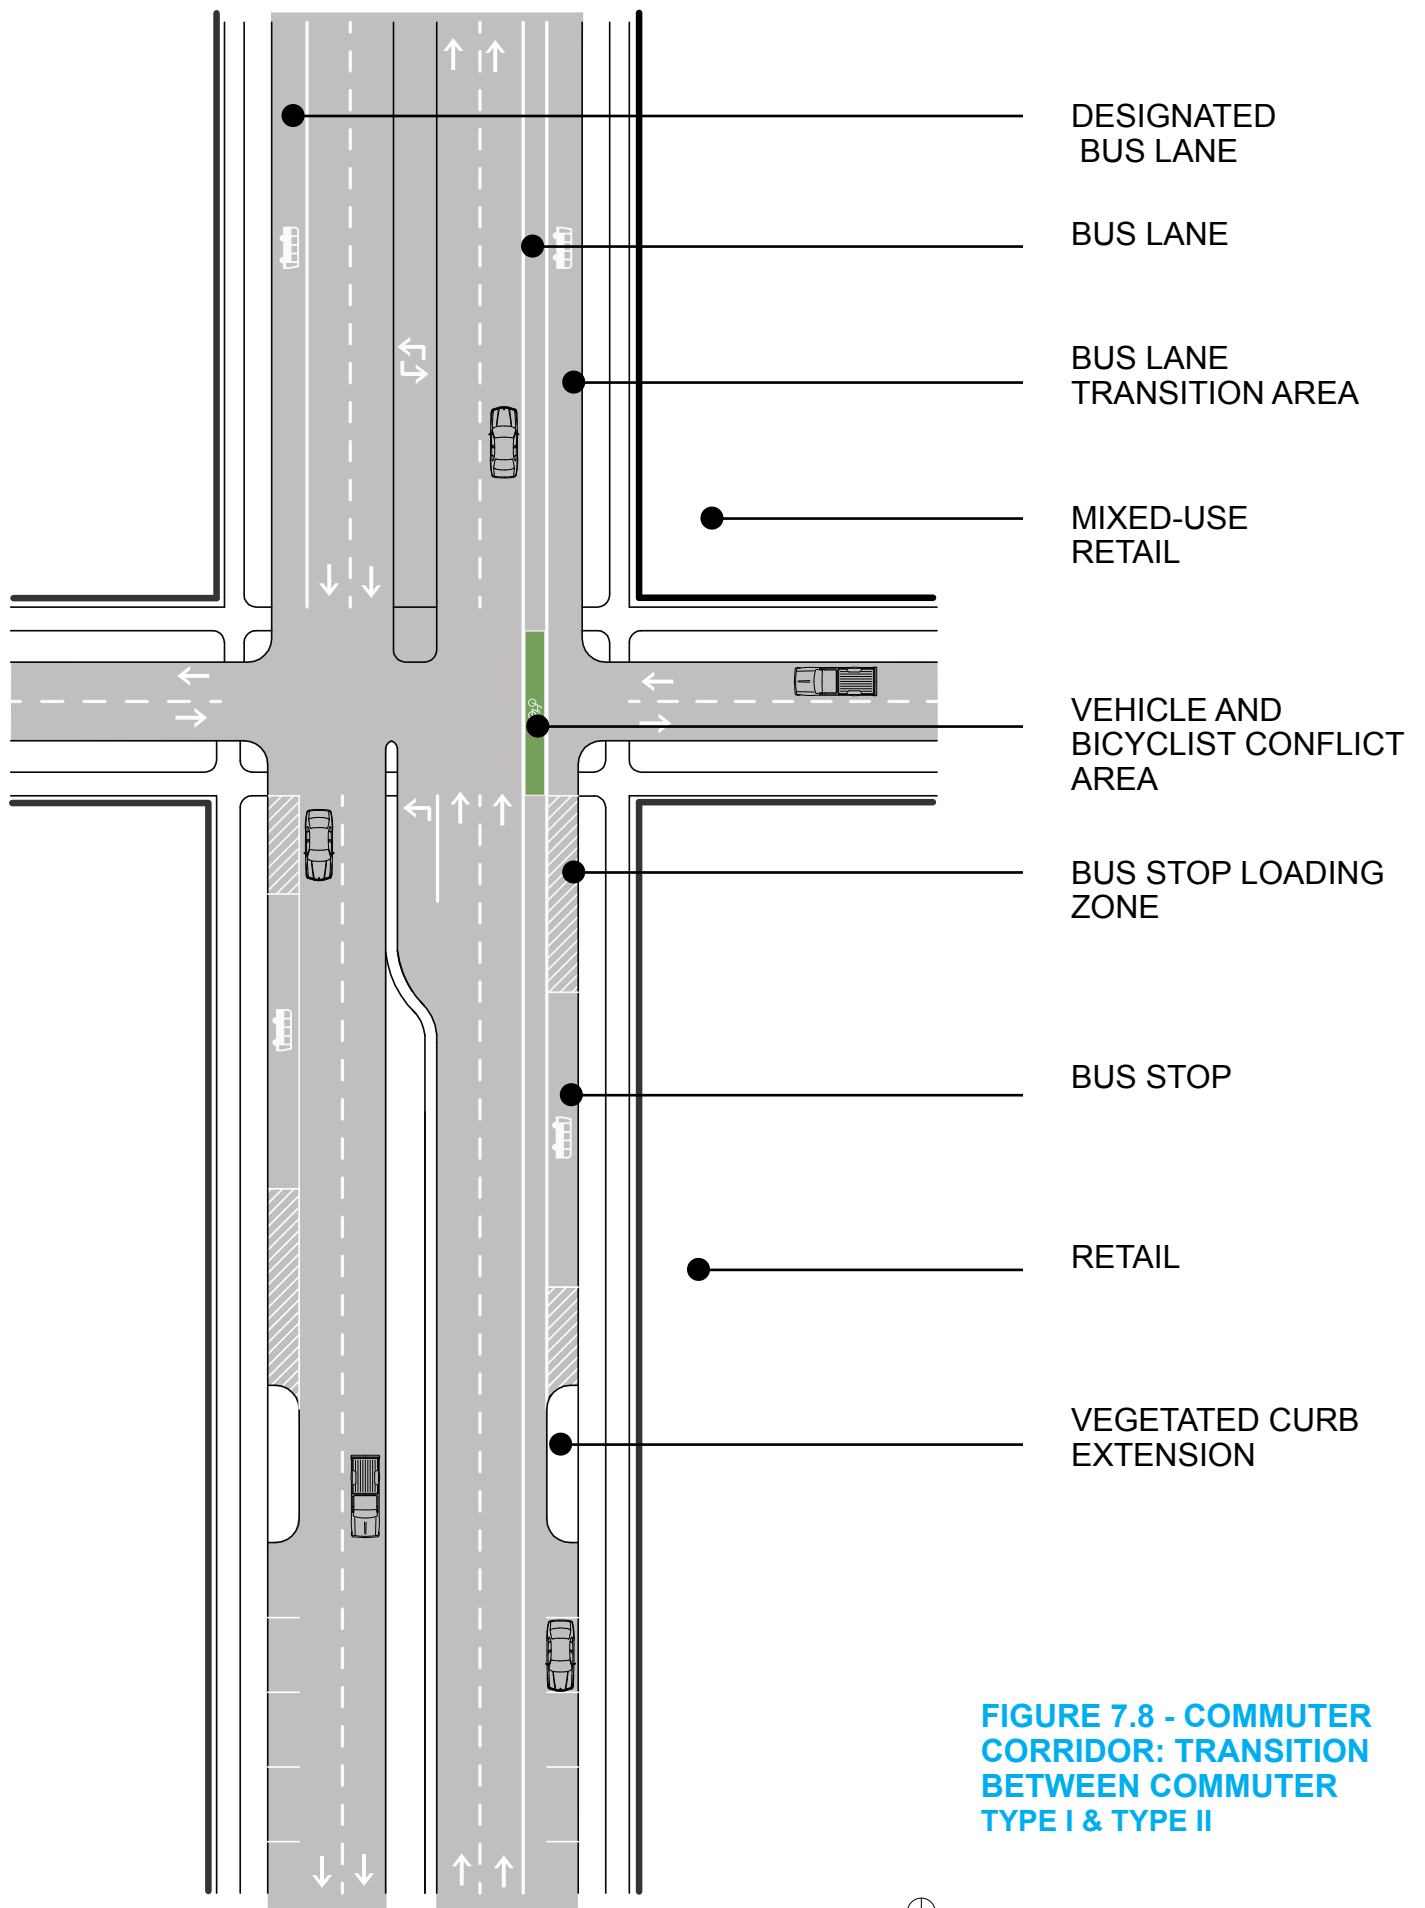 DESIGNATED
BUS LANE
BUS LANE
BUS LANE
TRANSITION AREA
MIXED-USE
RETAIL
VEHICLE AND
BICYCLIST CONFLICT
AREA
BUS STOP LOADING
ZONE
BUS STOP
RETAIL
VEGETATED CURB
EXTENSION
FIGURE 7.8 - COMMUTER
CORRIDOR: TRANSITION
BETWEEN COMMUTER
TYPE I & TYPE II